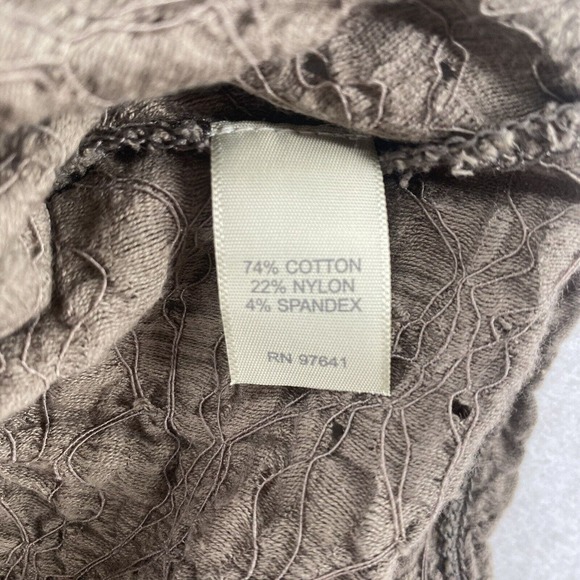 74% COTTON
22% NYLON
4% SPANDEX
RN 97641